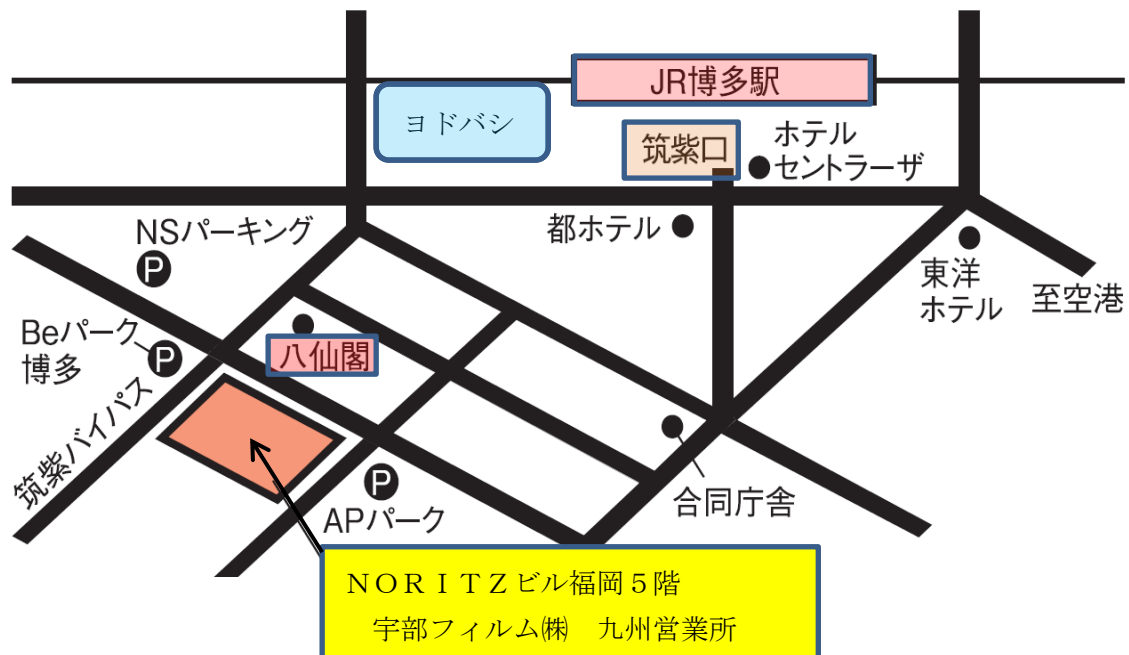 JR博多駅
ヨドバシ
筑紫口
ホテル
セントラーザ
NSパーキング
P
都ホテル
東洋
ホテル
至空港
Beパーク
博多
P
八仙閣
筑紫バイパス
P
APパーク
合同庁舎
NORITZビル福岡5階
宇部フィルム㈱　九州営業所